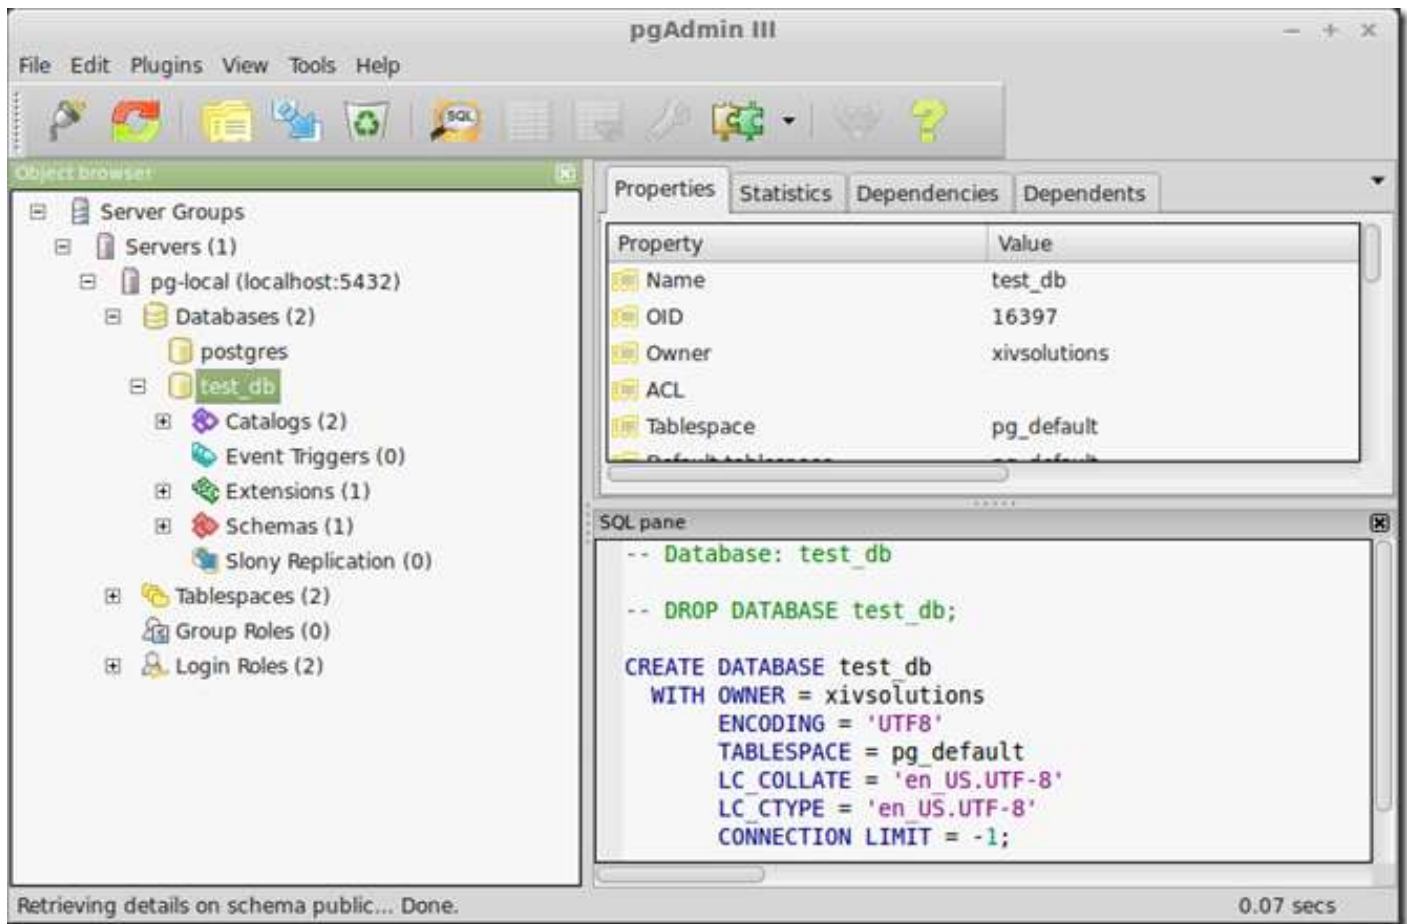 pgAdmin III
File Edit Plugins View Tools Help
SQL
Object browser
Server Groups
Servers (1)
pg-local (localhost:5432)
Databases (2)
postgres
test_db
Catalogs (2)
Event Triggers (0)
Extensions (1)
Schemas (1)
Slony Replication (0)
Tablespaces (2)
Group Roles (0)
Login Roles (2)
Properties Statistics Dependencies Dependents
Property Value
Name test_db
OID 16397
Owner xivsolutions
ACL
Tablespace pg_default
Default tablespace pg_default
SQL pane
-- Database: test_db
-- DROP DATABASE test_db;
CREATE DATABASE test_db
WITH OWNER = xivsolutions
ENCODING = 'UTF8'
TABLESPACE = pg_default
LC_COLLATE = 'en_US.UTF-8'
LC_CTYPE = 'en_US.UTF-8'
CONNECTION LIMIT = -1;
Retrieving details on schema public... Done. 0.07 secs